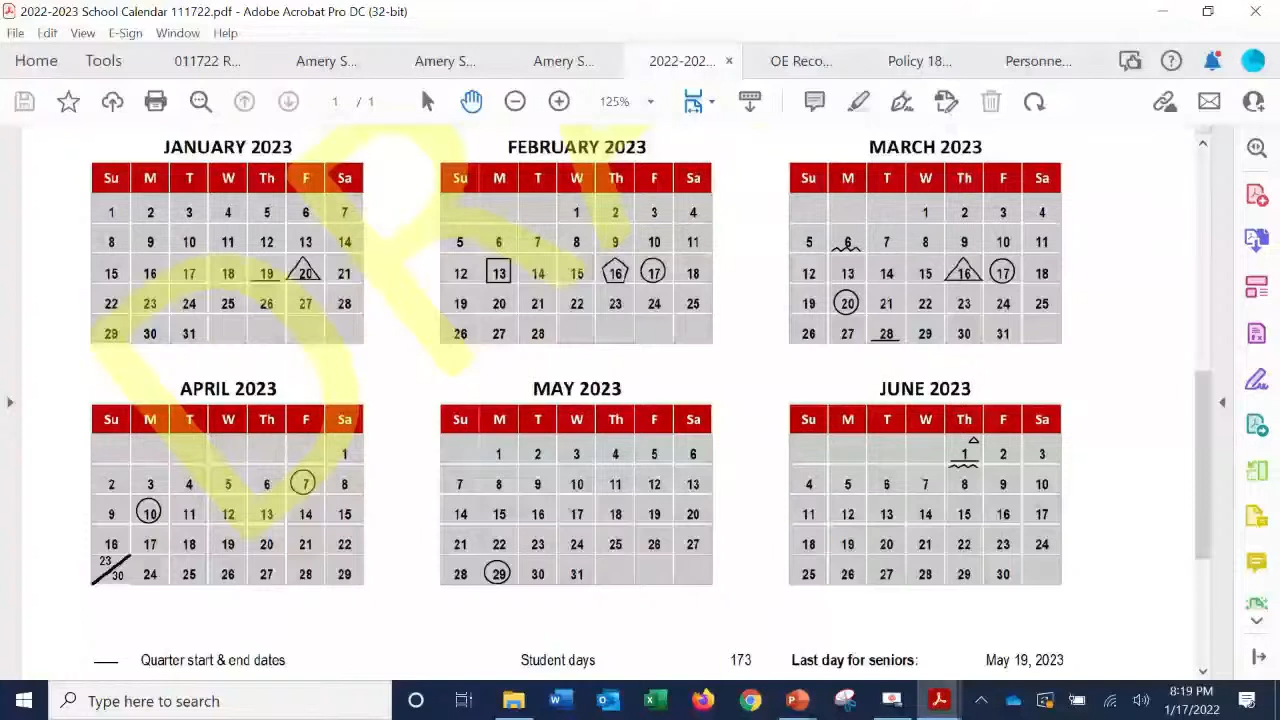 2022-2023 School Calendar 111722.pdf - Adobe Acrobat Pro DC (32-bit)
File Edit View E-Sign Window Help
Home Tools 011722 R... Amery S... Amery S... Amery S... 2022-202... × OE Reco... Policy 18... Personne...
1 / 1 125%
DR
JANUARY 2023 FEBRUARY 2023 MARCH 2023
Su M T W Th F Sa Su M T W Th F Sa Su M T W Th F Sa
1 2 3 4 5 6 7 1 2 3 4 1 2 3 4
8 9 10 11 12 13 14 5 6 7 8 9 10 11 5 6 7 8 9 10 11
15 16 17 18 19 20 21 12 13 14 15 16 17 18 12 13 14 15 16 17 18
22 23 24 25 26 27 28 19 20 21 22 23 24 25 19 20 21 22 23 24 25
29 30 31 26 27 28 26 27 28 29 30 31
APRIL 2023 MAY 2023 JUNE 2023
Su M T W Th F Sa Su M T W Th F Sa Su M T W Th F Sa
1 1 2 3 4 5 6 1 2 3
2 3 4 5 6 7 8 7 8 9 10 11 12 13 4 5 6 7 8 9 10
9 10 11 12 13 14 15 14 15 16 17 18 19 20 11 12 13 14 15 16 17
16 17 18 19 20 21 22 21 22 23 24 25 26 27 18 19 20 21 22 23 24
23/30 24 25 26 27 28 29 28 29 30 31 25 26 27 28 29 30
Quarter start & end dates Student days 173 Last day for seniors: May 19, 2023
Type here to search
8:19 PM
1/17/2022